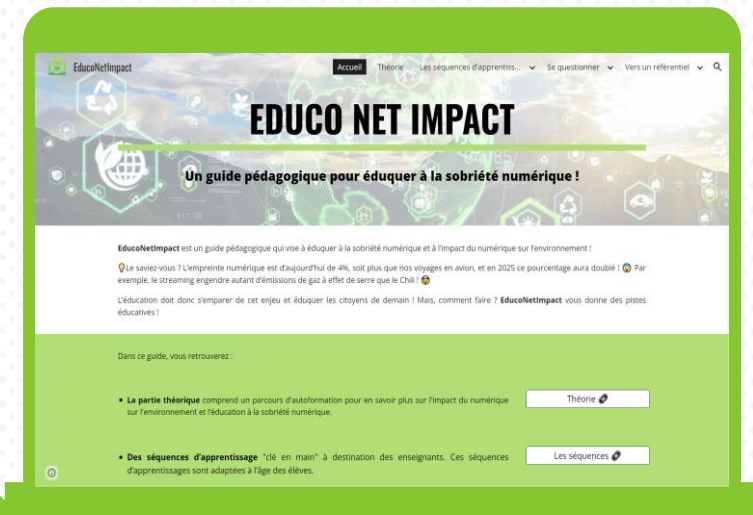 EducoNetImpact
Accueil Théorie Les séquences d'apprentiss... Se questionner Vers un référentiel
EDUCO NET IMPACT
Un guide pédagogique pour éduquer à la sobriété numérique !
EducoNetImpact est un guide pédagogique qui vise à éduquer à la sobriété numérique et à l'impact du numérique sur l'environnement !
Le saviez-vous ? L'empreinte numérique est d'aujourd'hui de 4%, soit plus que nos voyages en avion, et en 2025 ce pourcentage aura doublé ! Par
exemple, le streaming engendre autant d'émissions de gaz à effet de serre que le Chili !
L'éducation doit donc s'emparer de cet enjeu et éduquer les citoyens de demain ! Mais, comment faire ? EducoNetImpact vous donne des pistes
éducatives !
Dans ce guide, vous retrouverez :
▪ La partie théorique comprend un parcours d'autoformation pour en savoir plus sur l'impact du numérique
sur l'environnement et l'éducation à la sobriété numérique.
Théorie
▪ Des séquences d'apprentissage "clé en main" à destination des enseignants. Ces séquences
d'apprentissages sont adaptées à l'âge des élèves.
Les séquences